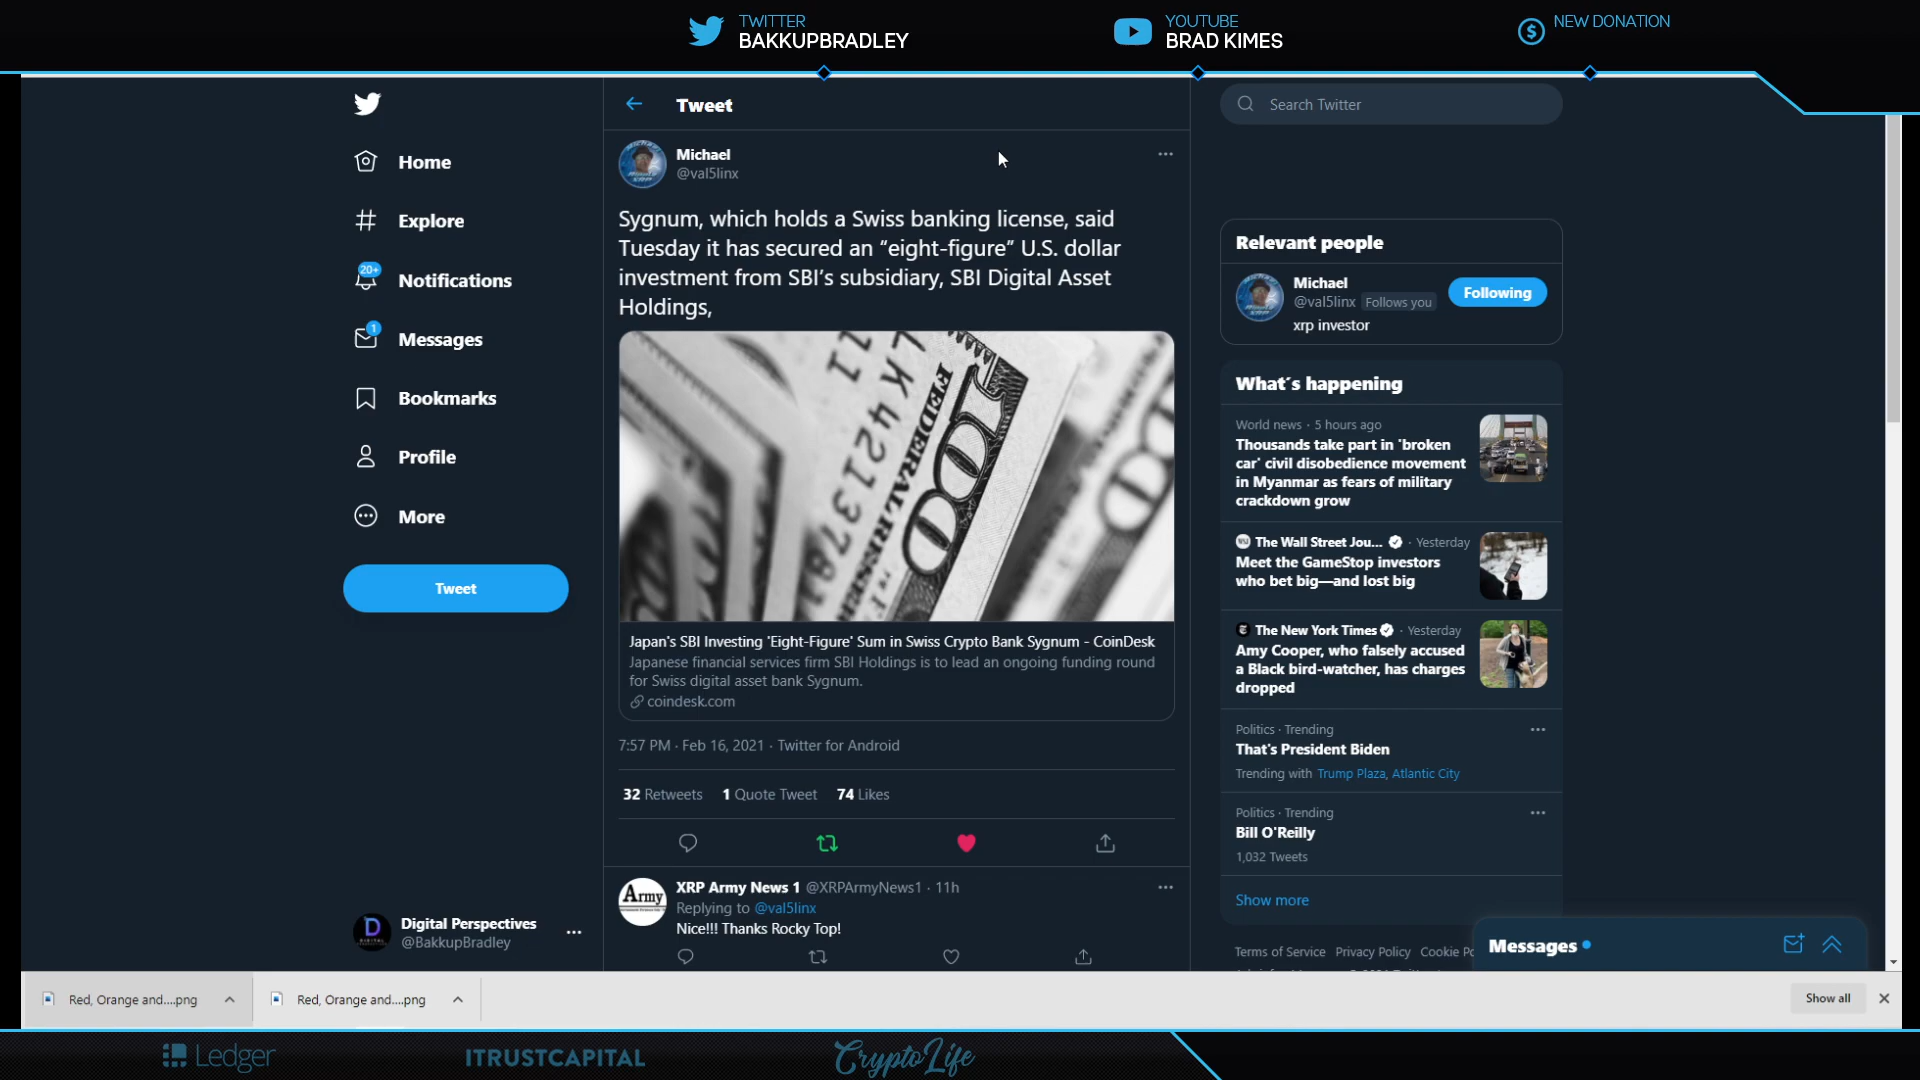 TWITTER
BAKKUPBRADLEY
YOUTUBE
BRAD KIMES
NEW DONATION
Tweet
Search Twitter
Home
Explore
20+
Notifications
1
Messages
Bookmarks
Profile
More
Tweet
Digital Perspectives
@BakkupBradley
Michael
@val5linx
Sygnum, which holds a Swiss banking license, said
Tuesday it has secured an “eight-figure” U.S. dollar
investment from SBI’s subsidiary, SBI Digital Asset
Holdings,
Japan's SBI Investing 'Eight-Figure' Sum in Swiss Crypto Bank Sygnum - CoinDesk
Japanese financial services firm SBI Holdings is to lead an ongoing funding round
for Swiss digital asset bank Sygnum.
coindesk.com
7:57 PM · Feb 16, 2021 · Twitter for Android
32 Retweets 1 Quote Tweet 74 Likes
Army
XRP Army News 1 @XRPArmyNews1 · 11h
Replying to @val5linx
Nice!!! Thanks Rocky Top!
Relevant people
Michael
@val5linx Follows you
Following
xrp investor
What's happening
World news · 5 hours ago
Thousands take part in 'broken
car' civil disobedience movement
in Myanmar as fears of military
crackdown grow
The Wall Street Jou... · Yesterday
Meet the GameStop investors
who bet big—and lost big
The New York Times · Yesterday
Amy Cooper, who falsely accused
a Black bird-watcher, has charges
dropped
Politics · Trending
That's President Biden
Trending with Trump Plaza, Atlantic City
Politics · Trending
Bill O'Reilly
1,032 Tweets
Show more
Terms of Service Privacy Policy Cookie Po
Messages
Red, Orange and....png
Red, Orange and....png
Show all
Ledger
ITRUSTCAPITAL
CryptoLife